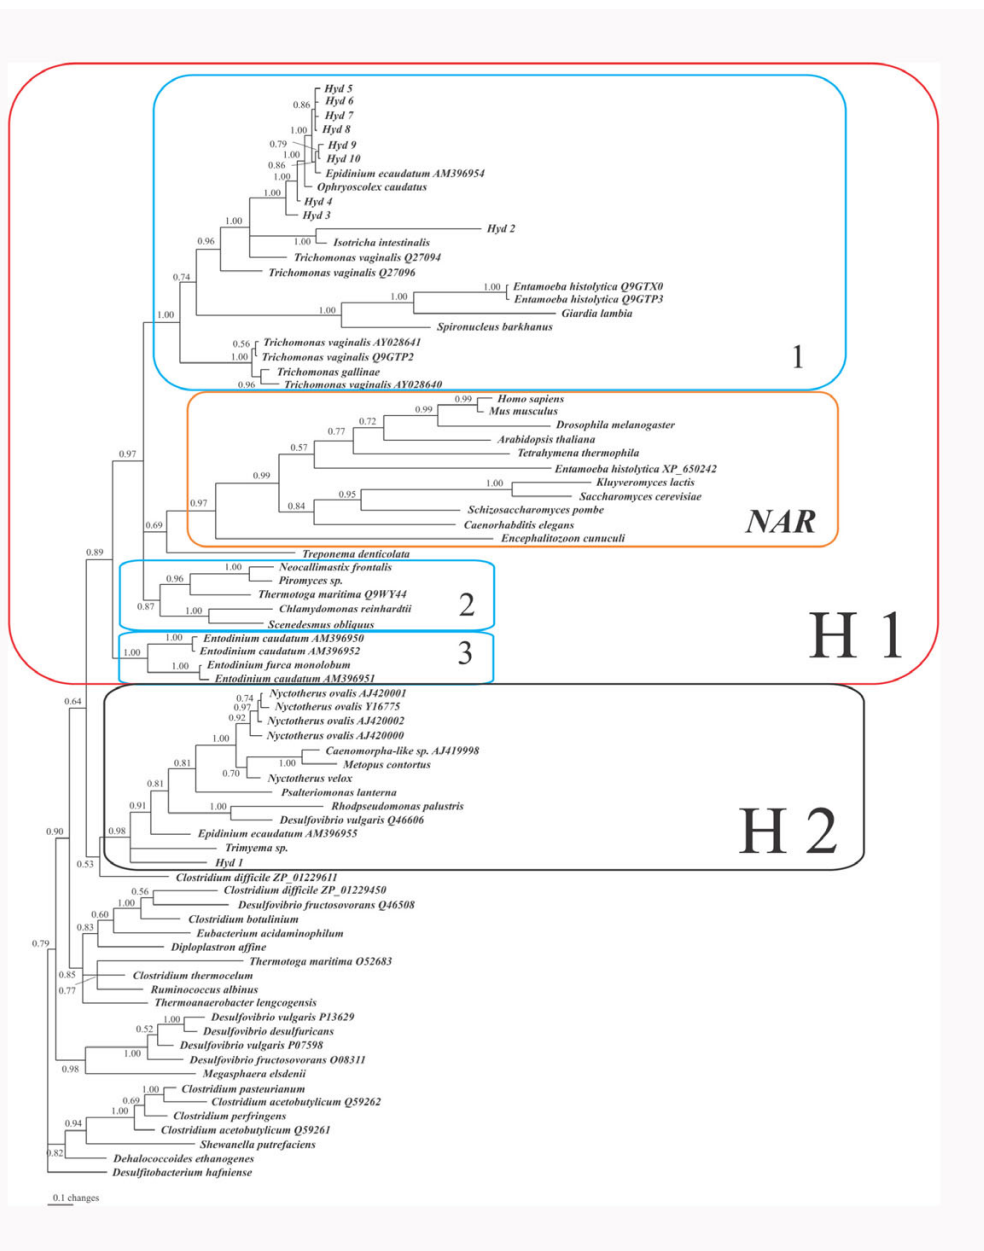 Hyd 5
0.86 Hyd 6
Hyd 7
1.00 Hyd 8
0.79 Hyd 9
1.00 Hyd 10
0.86
1.00 Epidinium ecaudatum AM396954
Ophryoscolex caudatus
1.00 Hyd 4
Hyd 3
1.00 Hyd 2
0.96 1.00 Isotricha intestinalis
Trichomonas vaginalis Q27094
Trichomonas vaginalis Q27096
0.74
1.00 Entamoeba histolytica Q9GTX0
1.00 Entamoeba histolytica Q9GTP3
1.00 Giardia lambia
1.00 Spironucleus barkhanus
0.56 Trichomonas vaginalis AY028641
1.00 Trichomonas vaginalis Q9GTP2
1
Trichomonas gallinae
0.96 Trichomonas vaginalis AY028640
0.99 Homo sapiens
0.99 Mus musculus
0.72 Drosophila melanogaster
0.77 Arabidopsis thaliana
0.57 Tetrahymena thermophila
0.97
Entamoeba histolytica XP_650242
0.99 1.00 Kluyveromyces lactis
0.95 Saccharomyces cerevisiae
0.97 0.84 Schizosaccharomyces pombe
NAR
0.69 Caenorhabditis elegans
Encephalitozoon cunuculi
0.89 Treponema denticolata
1.00 Neocallimastix frontalis
0.96 Piromyces sp.
Thermotoga maritima Q9WY44
0.87 1.00 Chlamydomonas reinhardtii
2
Scenedesmus obliquus
H 1
1.00 Entodinium caudatum AM396950
1.00 Entodinium caudatum AM396952
3
1.00 Entodinium furca monolobum
Entodinium caudatum AM396951
0.64 0.74 Nyctotherus ovalis AJ420001
0.97 Nyctotherus ovalis Y16775
0.92 Nyctotherus ovalis AJ420002
1.00 Nyctotherus ovalis AJ420000
Caenomorpha-like sp. AJ419998
0.81 1.00 Metopus contortus
0.70 Nyctotherus velox
0.81 Psalteriomonas lanterna
0.91 1.00 Rhodpseudomonas palustris
Desulfovibrio vulgaris Q46606
H 2
0.90 0.98 Epidinium ecaudatum AM396955
Trimyema sp.
0.53 Hyd 1
Clostridium difficile ZP_01229611
0.56 Clostridium difficile ZP_01229450
1.00 Desulfovibrio fructosovorans Q46508
0.60 Clostridium botulinium
0.83 Eubacterium acidaminophilum
0.79 Diploplastron affine
Thermotoga maritima O52683
0.85 Clostridium thermocelum
0.77 Ruminococcus albinus
Thermoanaerobacter lengcogensis
1.00 Desulfovibrio vulgaris P13629
0.52 Desulfovibrio desulfuricans
Desulfovibrio vulgaris P07598
1.00 Desulfovibrio fructosovorans O08311
0.98 Megasphaera elsdenii
1.00 Clostridium pasteurianum
0.69 Clostridium acetobutylicum Q59262
1.00 Clostridium perfringens
0.94 Clostridium acetobutylicum Q59261
Shewanella putrefaciens
0.82 Dehalococcoides ethanogenes
Desulfitobacterium hafniense
0.1 changes